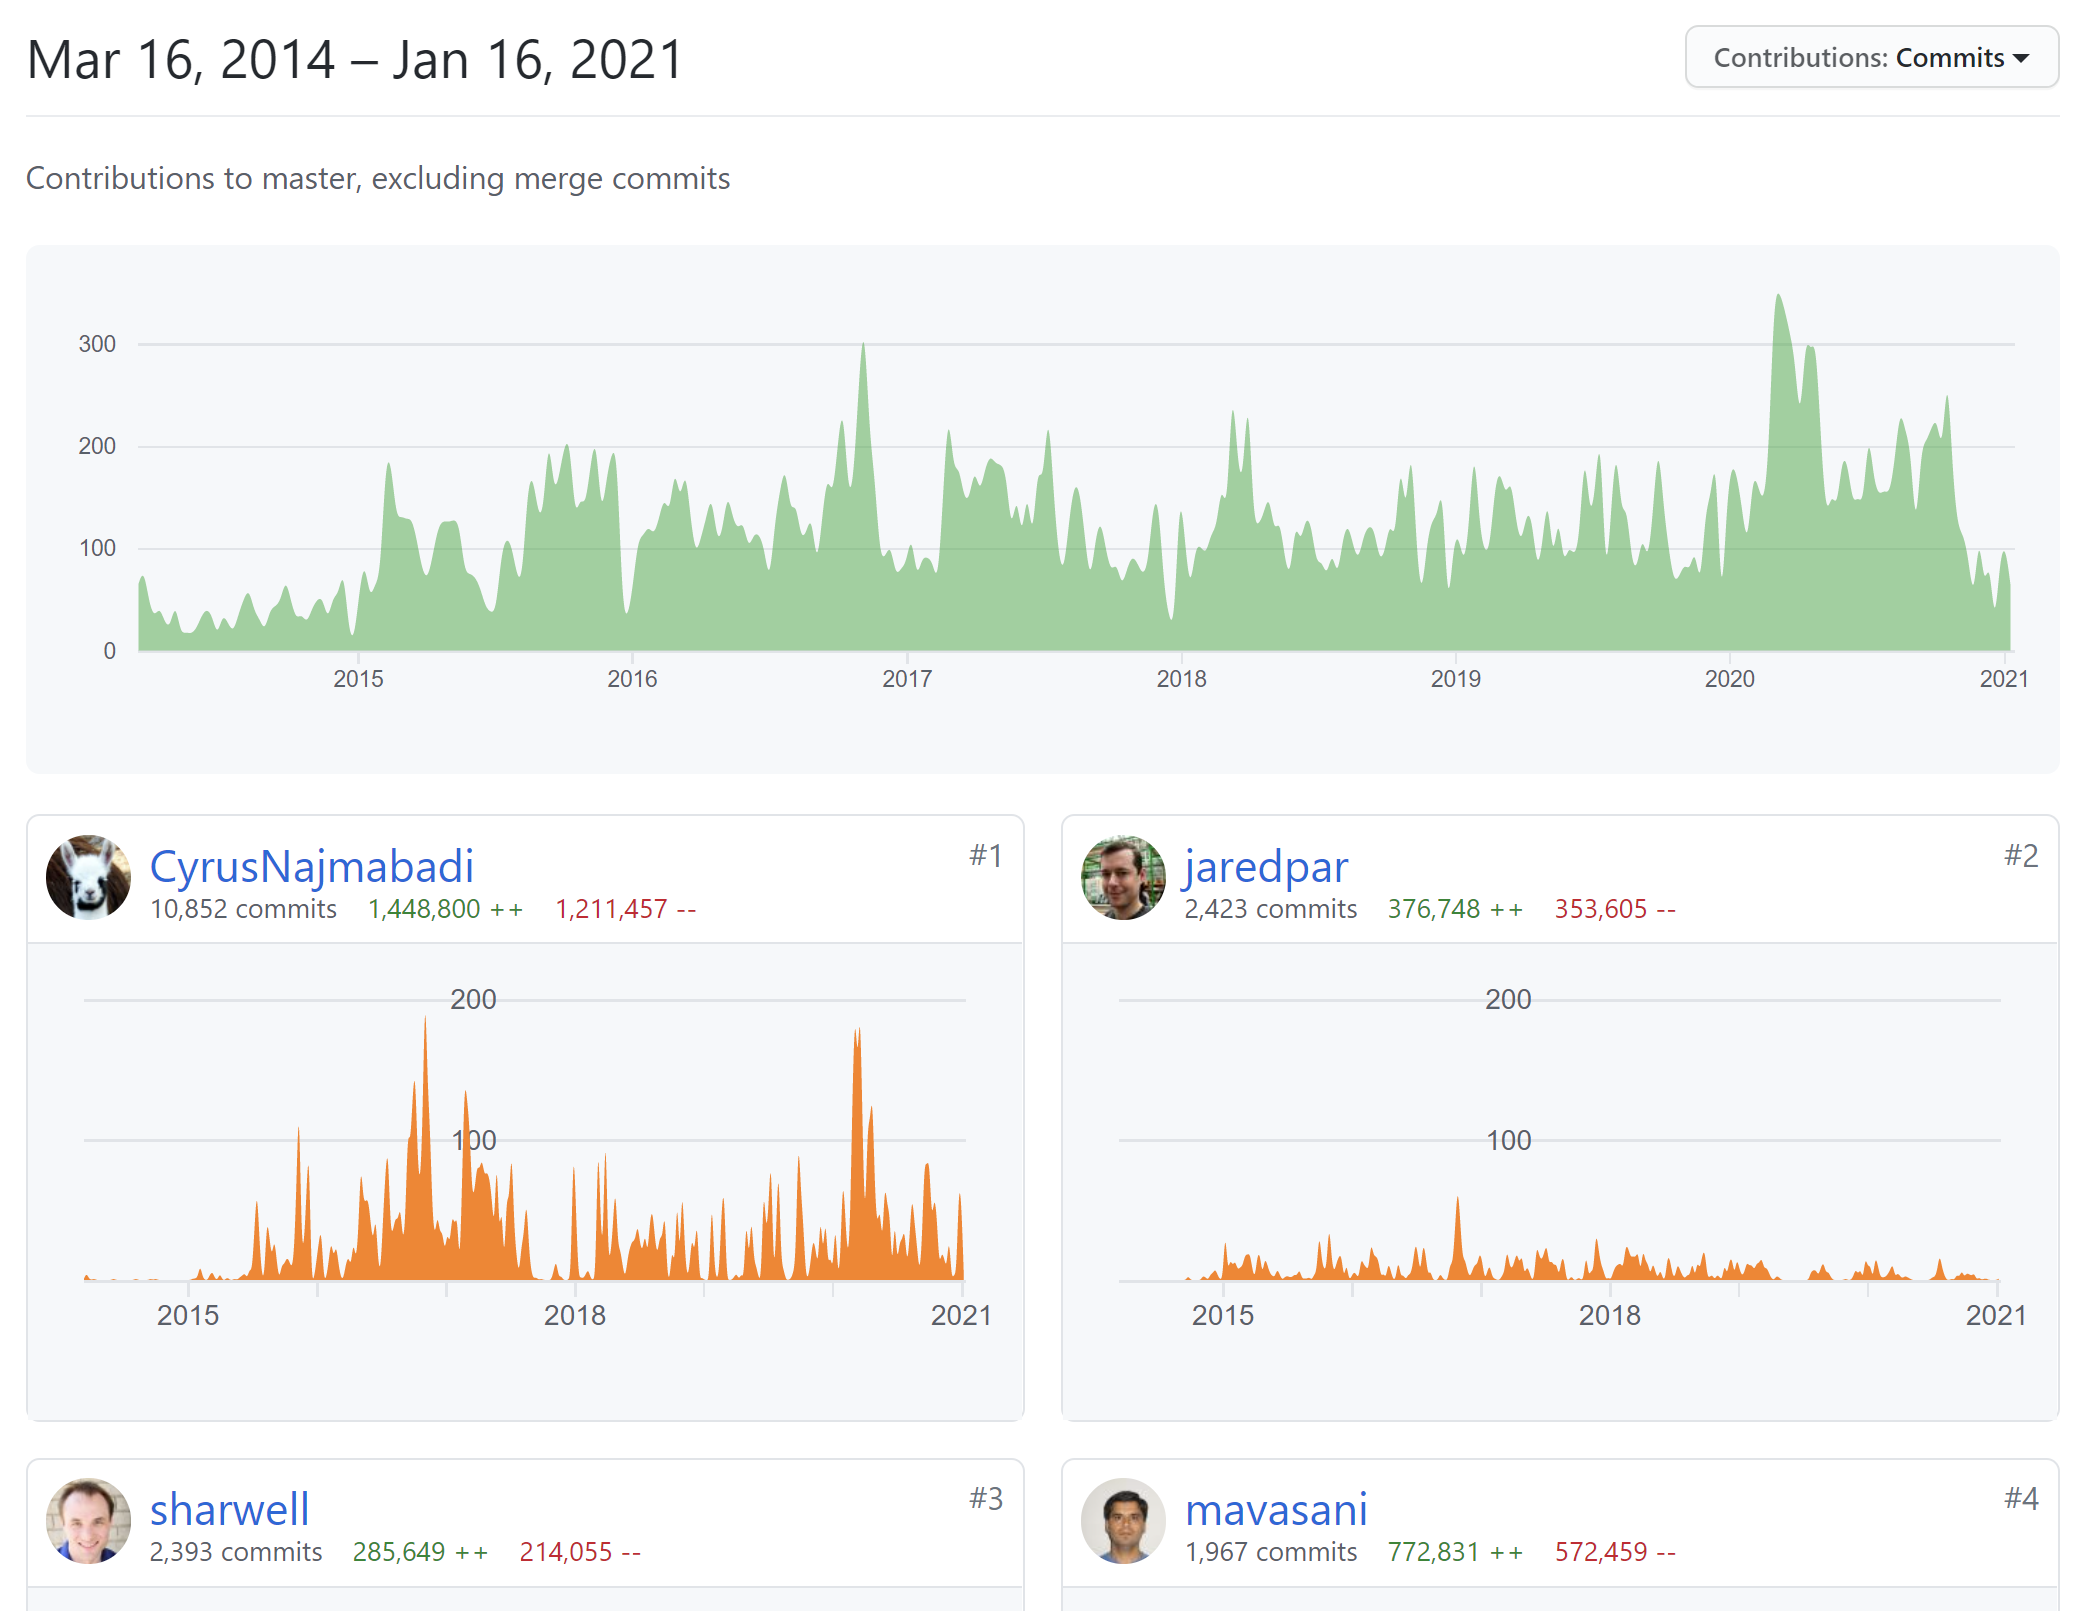 Mar 16, 2014 – Jan 16, 2021
Contributions: Commits
Contributions to master, excluding merge commits
300
200
100
0
2015 2016 2017 2018 2019 2020 2021
CyrusNajmabadi #1
10,852 commits 1,448,800 ++ 1,211,457 --
200
100
2015 2018 2021
jaredpar #2
2,423 commits 376,748 ++ 353,605 --
200
100
2015 2018 2021
sharwell #3
2,393 commits 285,649 ++ 214,055 --
mavasani #4
1,967 commits 772,831 ++ 572,459 --